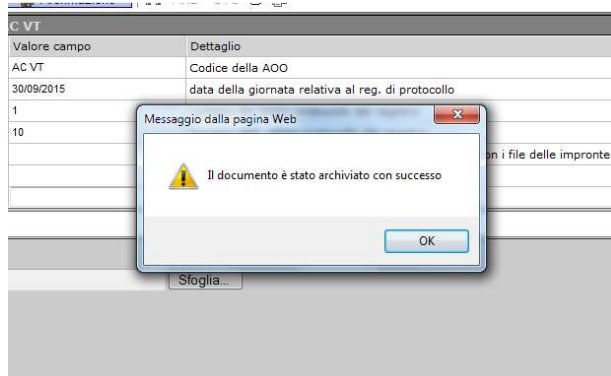 C VT
Valore campo Dettaglio
AC VT Codice della AOO
30/09/2015 data della giornata relativa al reg. di protocollo
1
Messaggio dalla pagina Web
10
on i file delle impronte
Il documento è stato archiviato con successo
OK
Sfoglia...